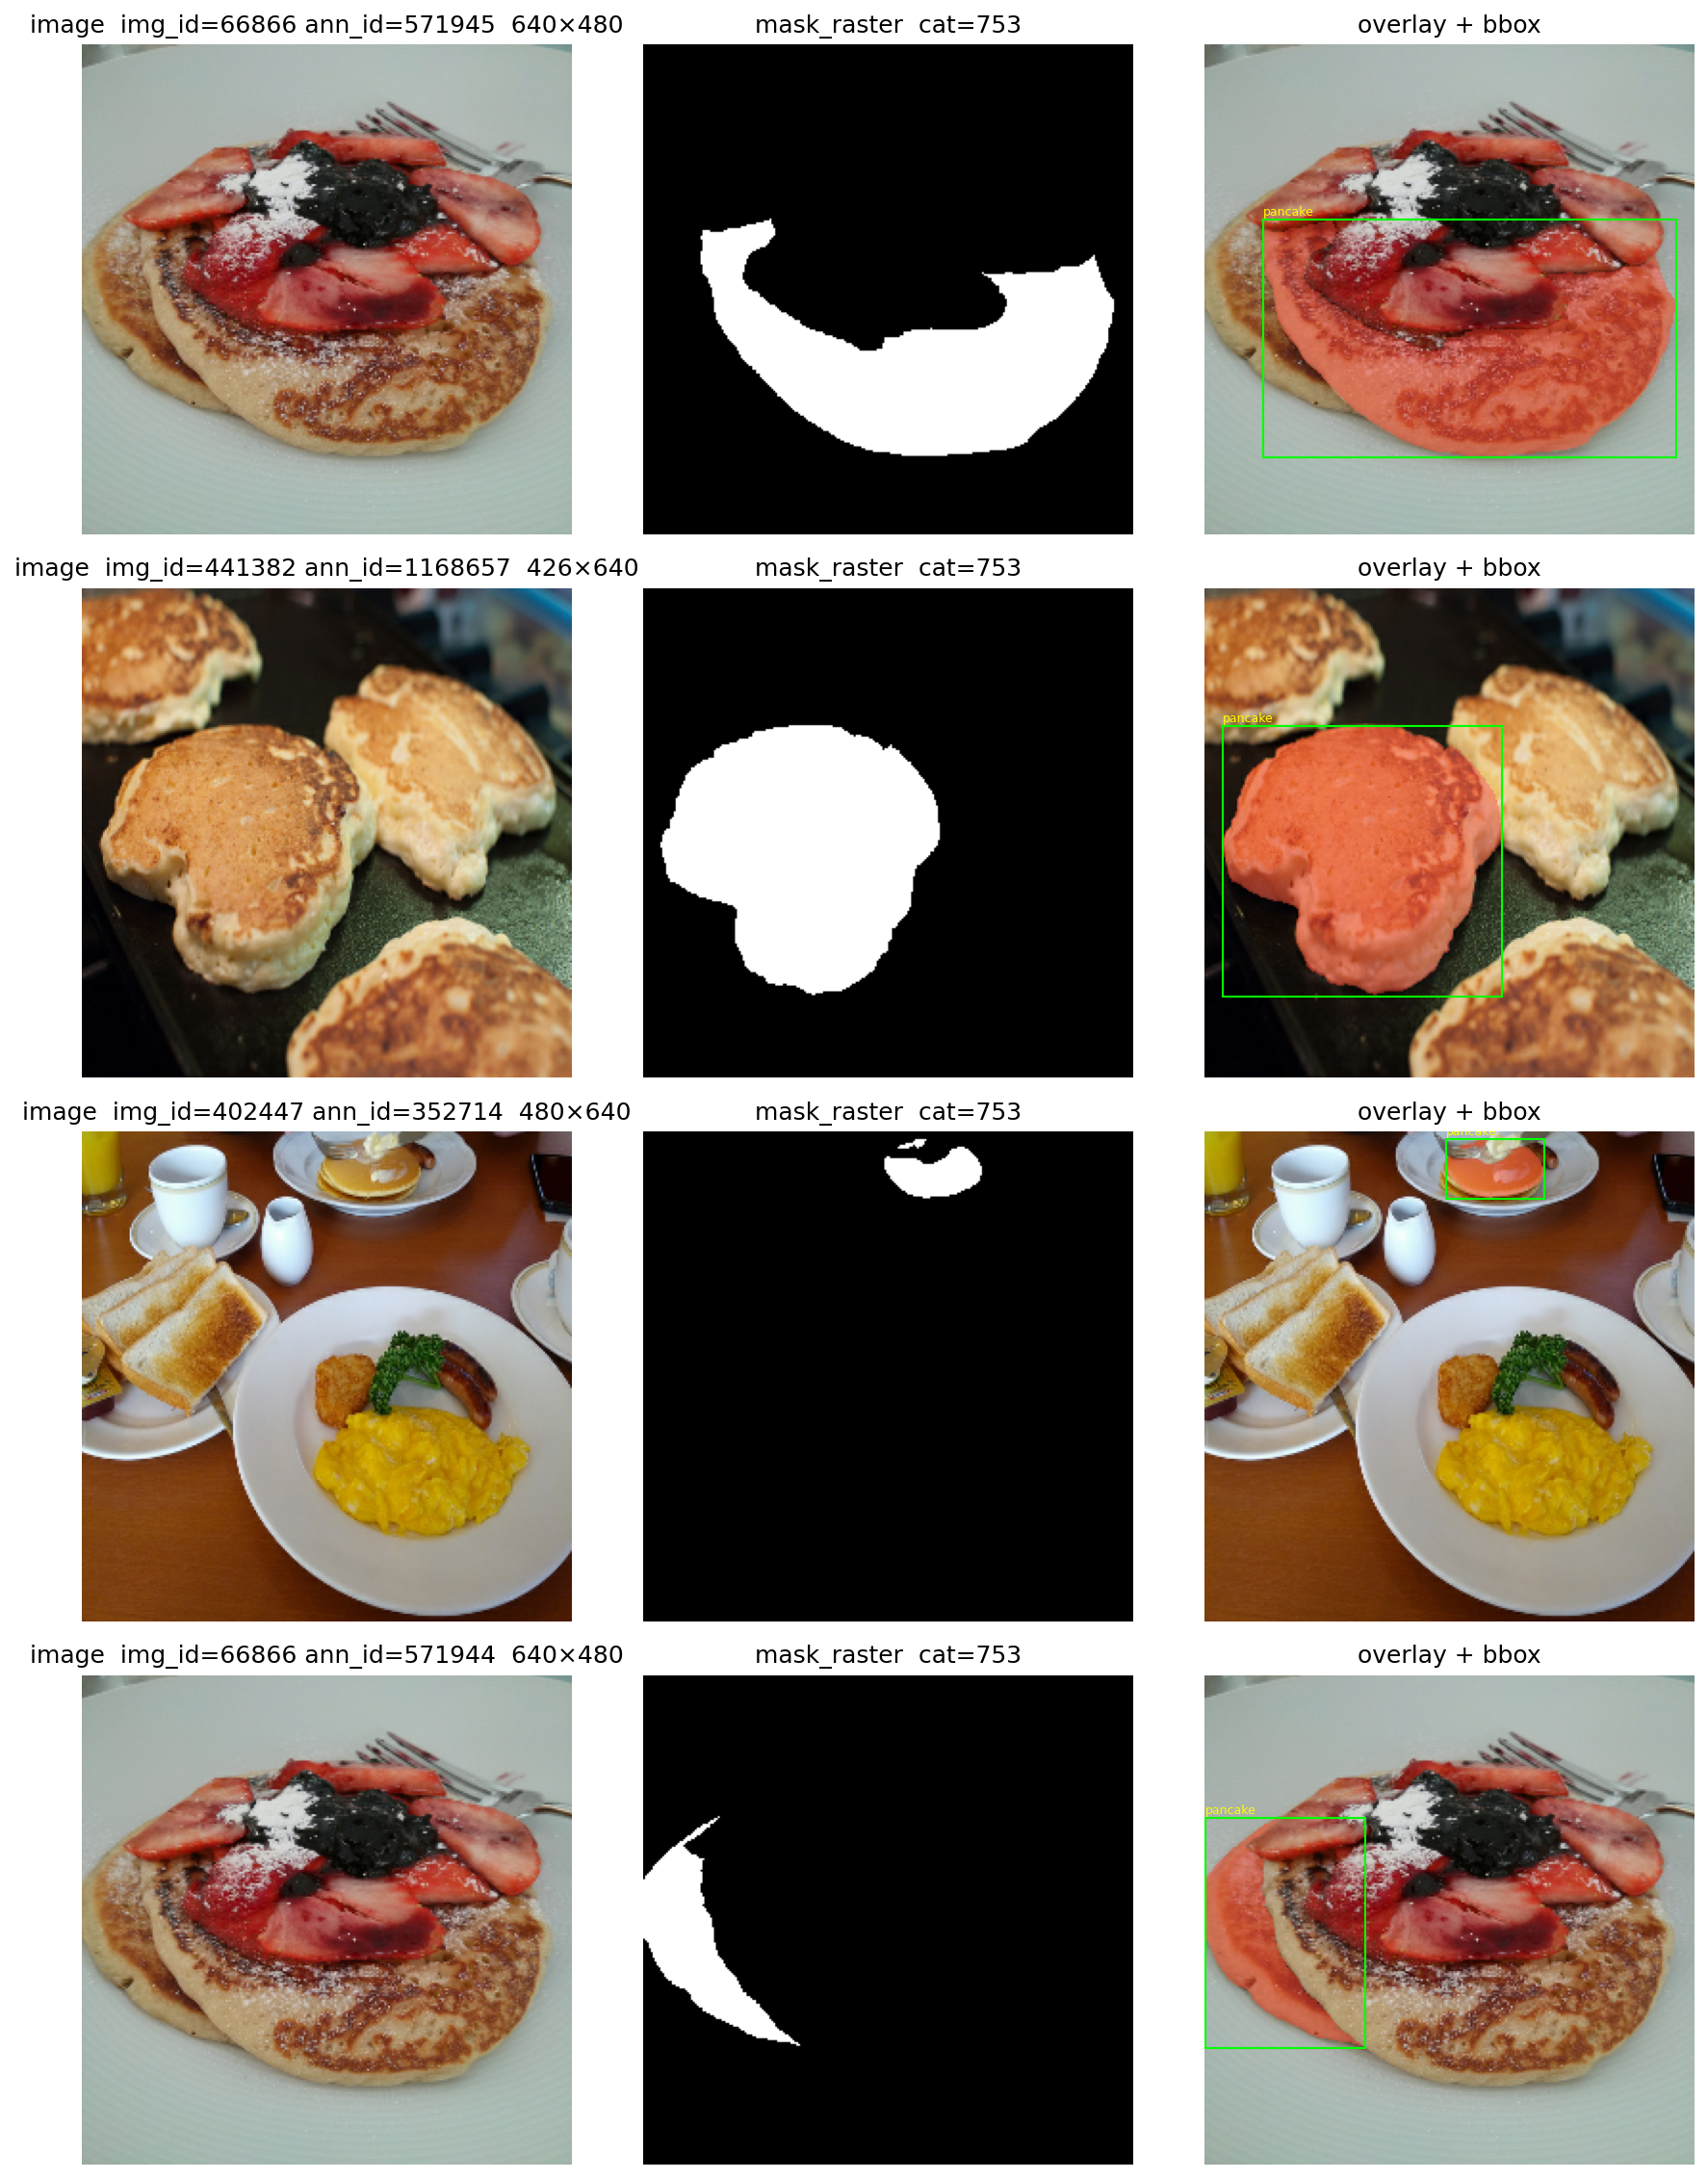 image  img_id=66866 ann_id=571945  640×480
mask_raster  cat=753
overlay + bbox
pancake
image  img_id=441382 ann_id=1168657  426×640
mask_raster  cat=753
overlay + bbox
pancake
image  img_id=402447 ann_id=352714  480×640
mask_raster  cat=753
overlay + bbox
pancake
image  img_id=66866 ann_id=571944  640×480
mask_raster  cat=753
overlay + bbox
pancake